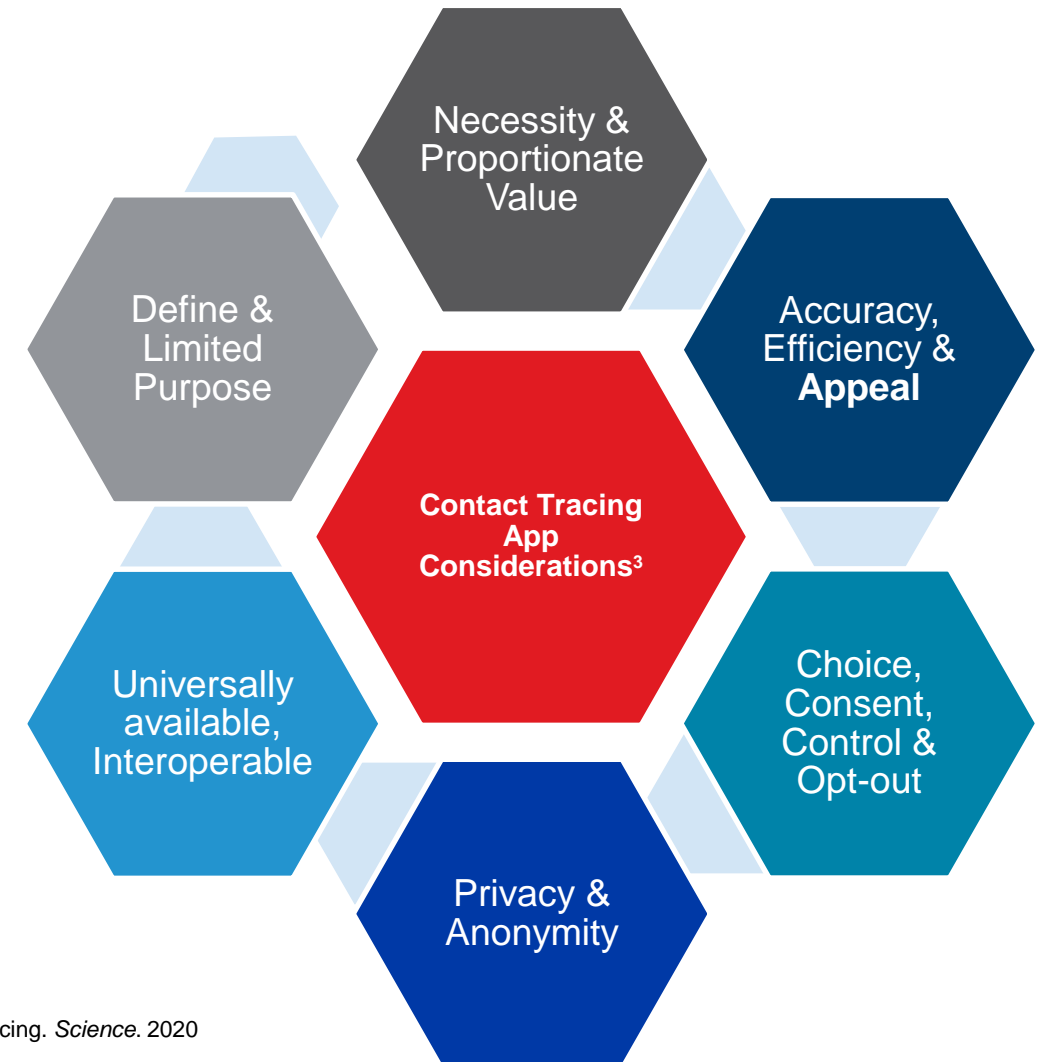 Necessity &
Proportionate
Value
Accuracy,
Efficiency &
Appeal
Choice,
Consent,
Control &
Opt-out
Privacy &
Anonymity
Universally
available,
Interoperable
Define &
Limited
Purpose
Contact Tracing
App
Considerations³
cing. Science. 2020